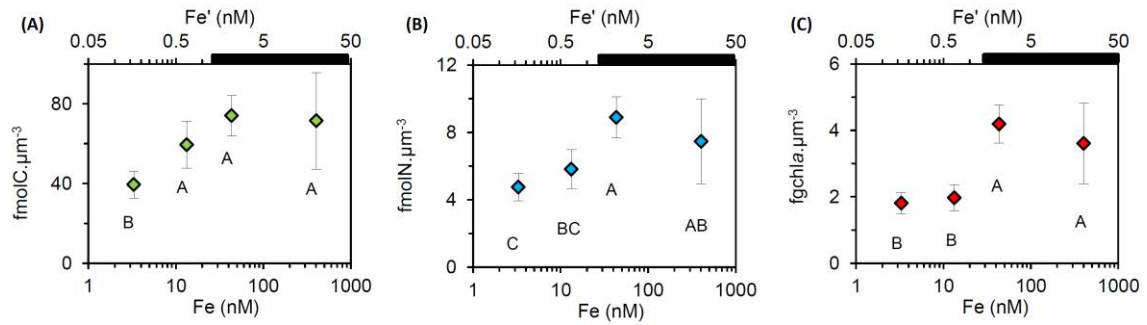 (A) Fe' (nM)
0.05 0.5 5 50
fmolC.µm⁻³
80
40
0
B A A A
1 10 100 1000
Fe (nM)
(B) Fe' (nM)
0.05 0.5 5 50
fmolN.µm⁻³
12
8
4
0
C BC A AB
1 10 100 1000
Fe (nM)
(C) Fe' (nM)
0.05 0.5 5 50
fgchla.µm⁻³
6
4
2
0
B B A A
1 10 100 1000
Fe (nM)